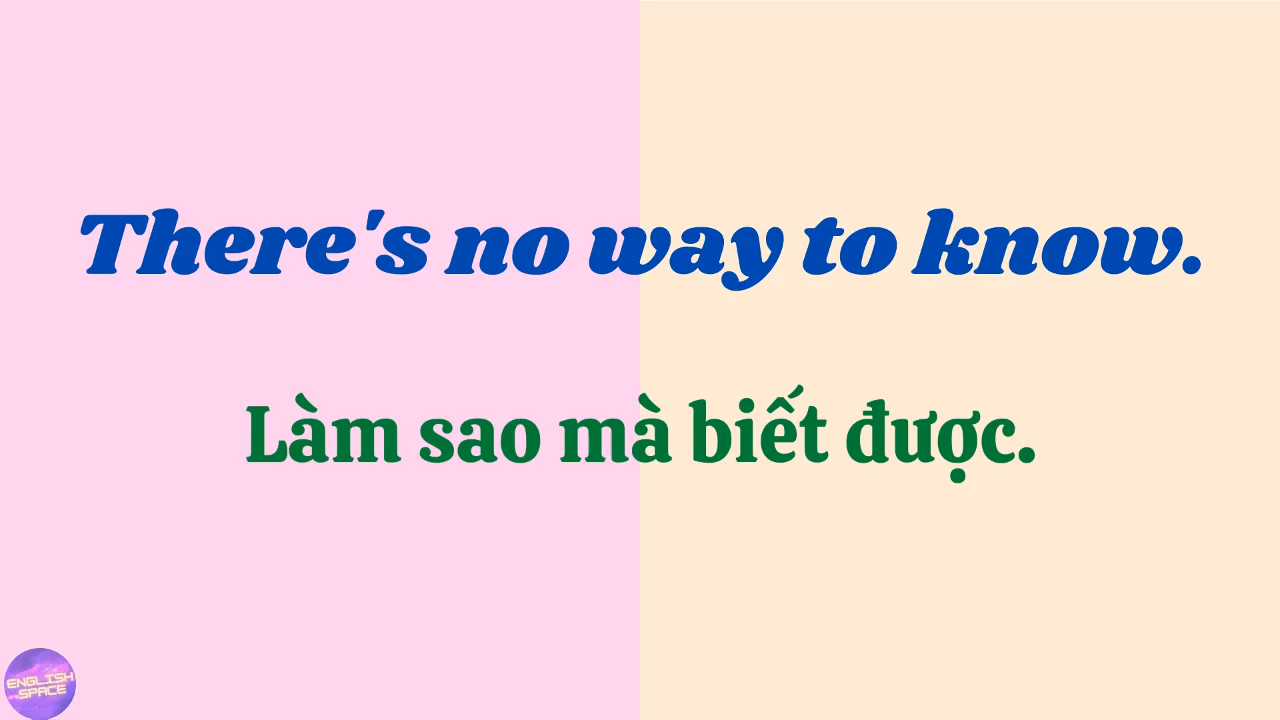 There's no way to know.
Làm sao mà biết được.
ENGLISH
SPACE